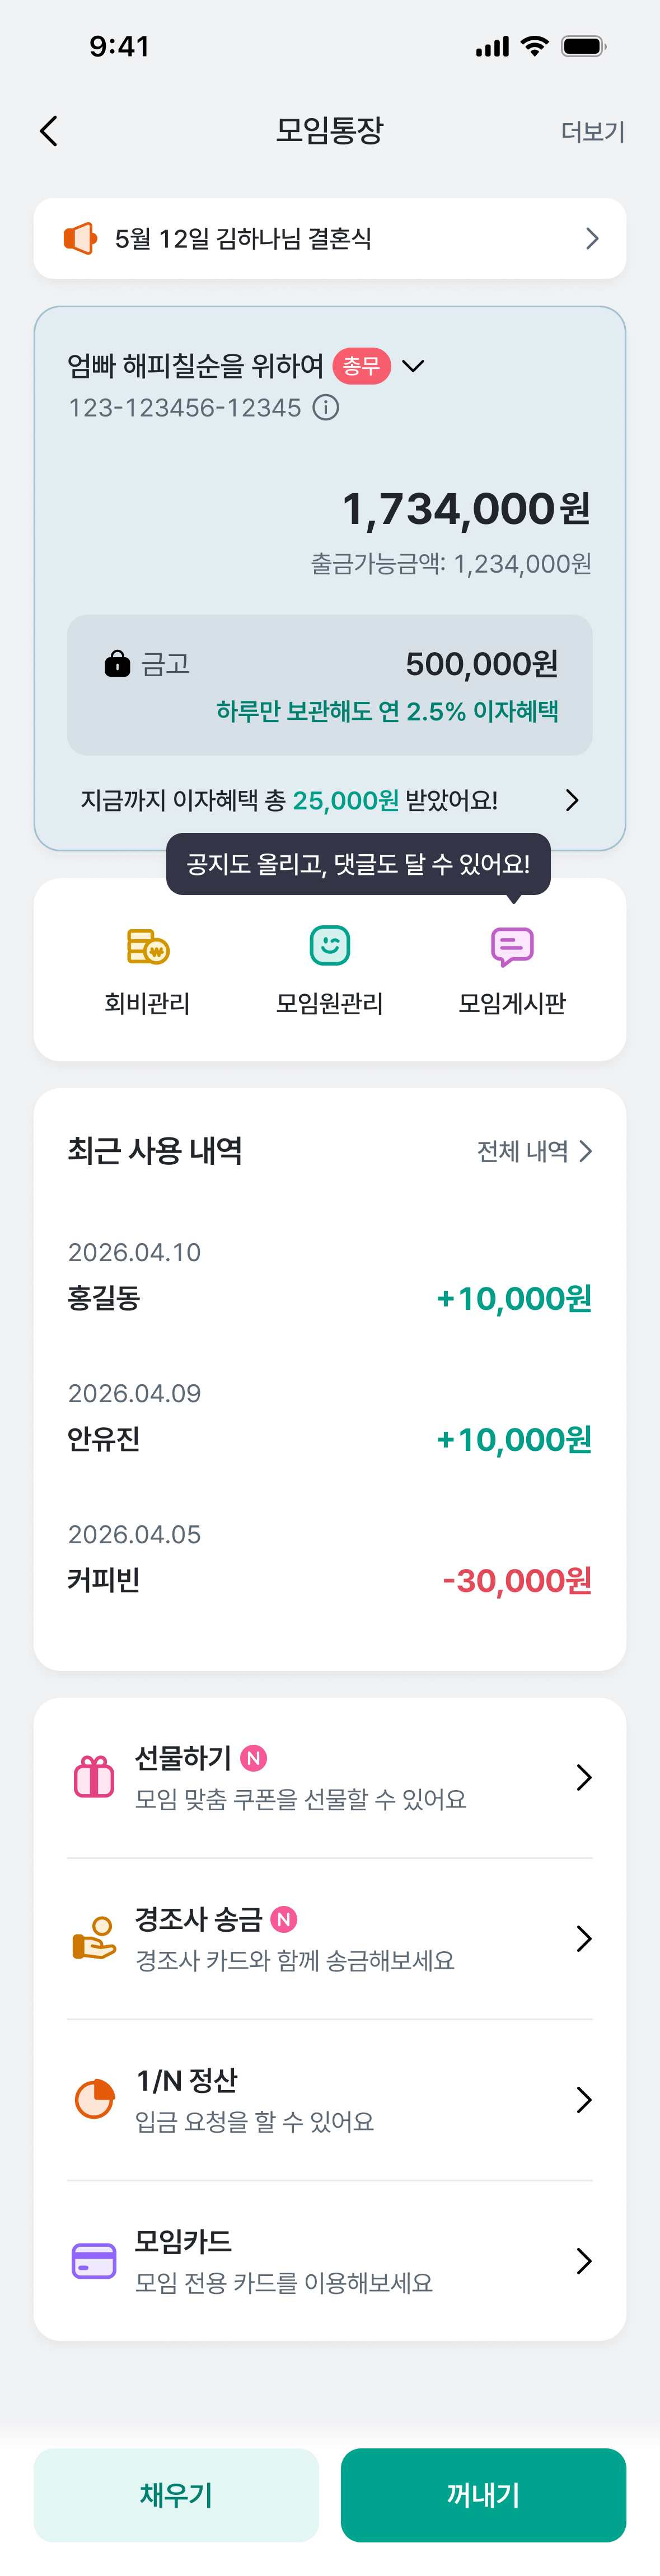 9:41
모임통장
더보기
5월 12일 김하나님 결혼식
엄빠 해피칠순을 위하여 총무
123-123456-12345
1,734,000원
출금가능금액: 1,234,000원
금고 500,000원
하루만 보관해도 연 2.5% 이자혜택
지금까지 이자혜택 총 25,000원 받았어요!
공지도 올리고, 댓글도 달 수 있어요!
회비관리 모임원관리 모임게시판
최근 사용 내역 전체 내역
2026.04.10
홍길동 +10,000원
2026.04.09
안유진 +10,000원
2026.04.05
커피빈 -30,000원
선물하기 N
모임 맞춤 쿠폰을 선물할 수 있어요
경조사 송금 N
경조사 카드와 함께 송금해보세요
1/N 정산
입금 요청을 할 수 있어요
모임카드
모임 전용 카드를 이용해보세요
채우기 꺼내기